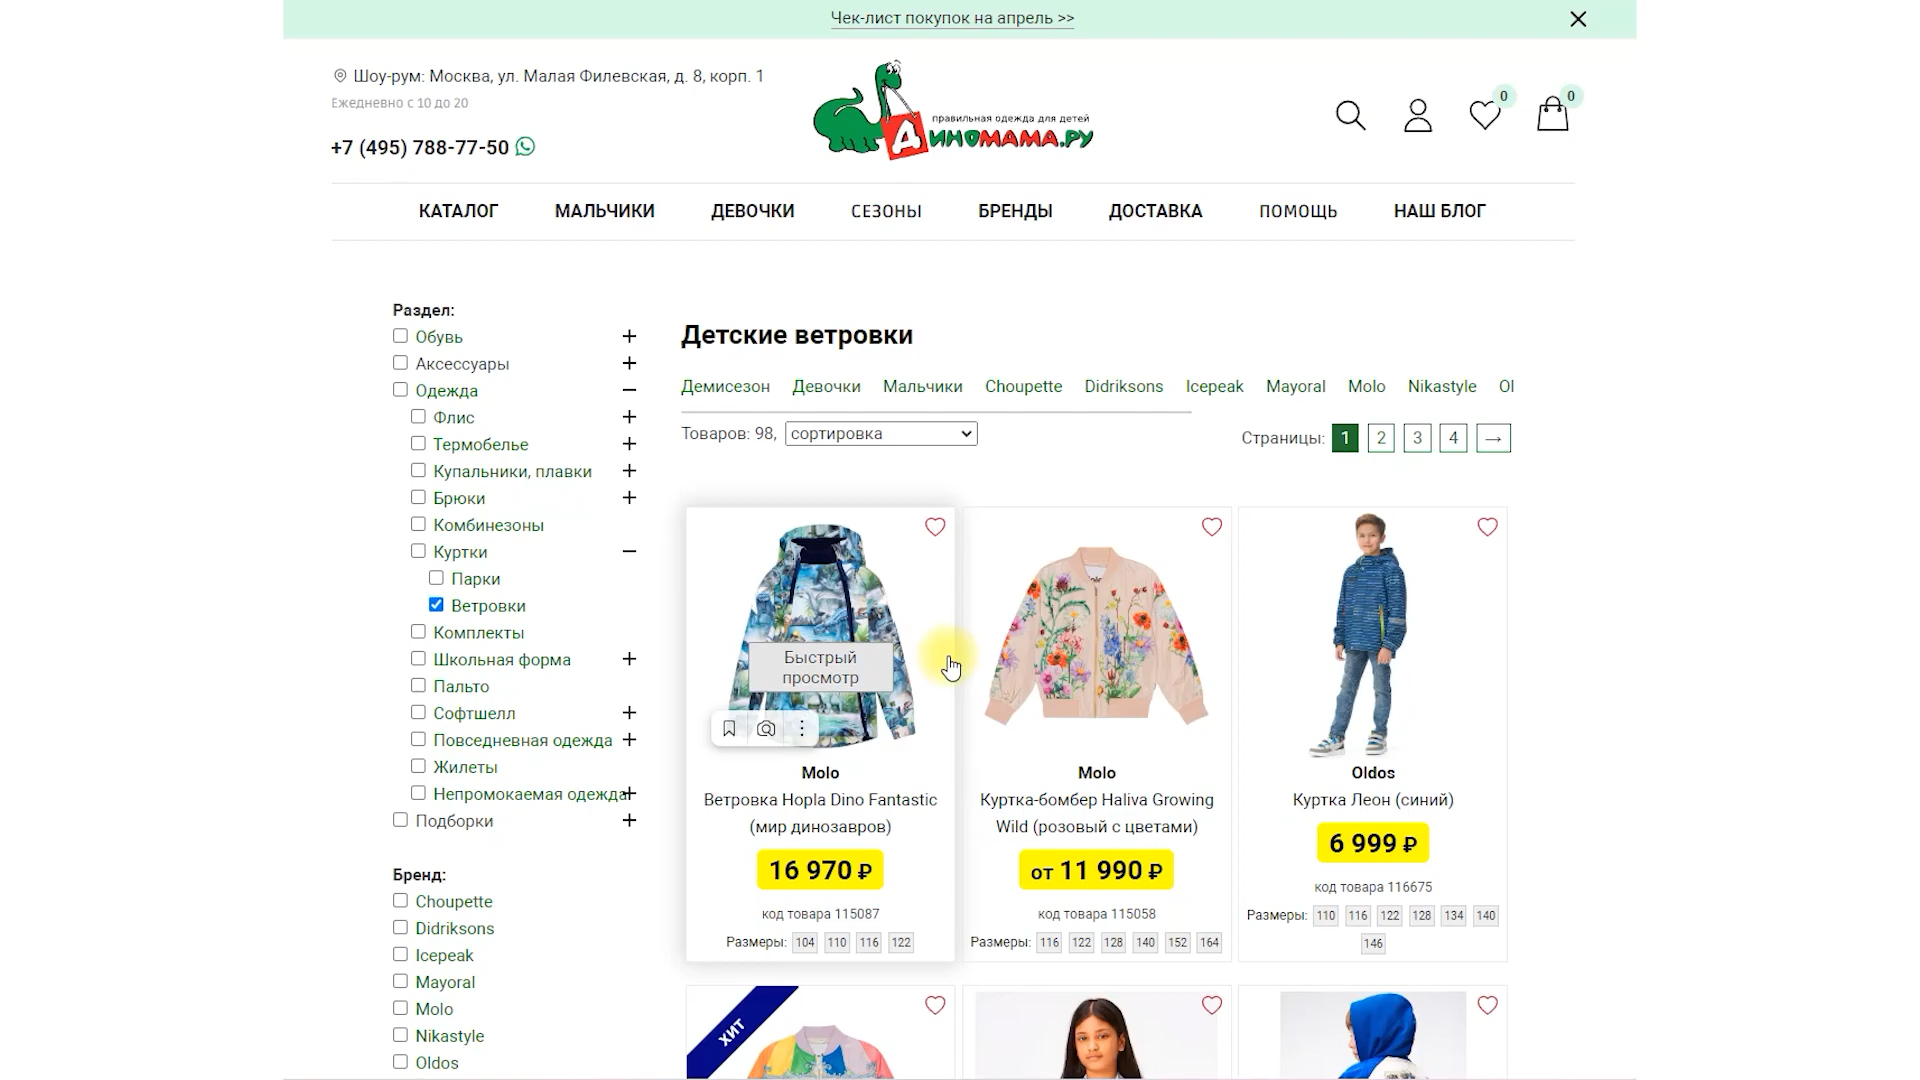 Чек-лист покупок на апрель >>
Шоу-рум: Москва, ул. Малая Филевская, д. 8, корп. 1
Ежедневно с 10 до 20
+7 (495) 788-77-50
правильная одежда для детей
ДИНОМАМА.РУ
0
0
КАТАЛОГ
МАЛЬЧИКИ
ДЕВОЧКИ
СЕЗОНЫ
БРЕНДЫ
ДОСТАВКА
ПОМОЩЬ
НАШ БЛОГ
Раздел:
Обувь
Аксессуары
Одежда
Флис
Термобелье
Купальники, плавки
Брюки
Комбинезоны
Куртки
Парки
Ветровки
Комплекты
Школьная форма
Пальто
Софтшелл
Повседневная одежда
Жилеты
Непромокаемая одежда
Подборки
Бренд:
Choupette
Didriksons
Icepeak
Mayoral
Molo
Nikastyle
Oldos
Детские ветровки
Демисезон Девочки Мальчики Choupette Didriksons Icepeak Mayoral Molo Nikastyle Ol
Товаров: 98, сортировка
Страницы: 1 2 3 4 →
Быстрый
просмотр
Molo
Ветровка Hopla Dino Fantastic
(мир динозавров)
16 970 ₽
код товара 115087
Размеры: 104 110 116 122
Molo
Куртка-бомбер Haliva Growing
Wild (розовый с цветами)
от 11 990 ₽
код товара 115058
Размеры: 116 122 128 140 152 164
Oldos
Куртка Леон (синий)
6 999 ₽
код товара 116675
Размеры: 110 116 122 128 134 140
146
ХИТ